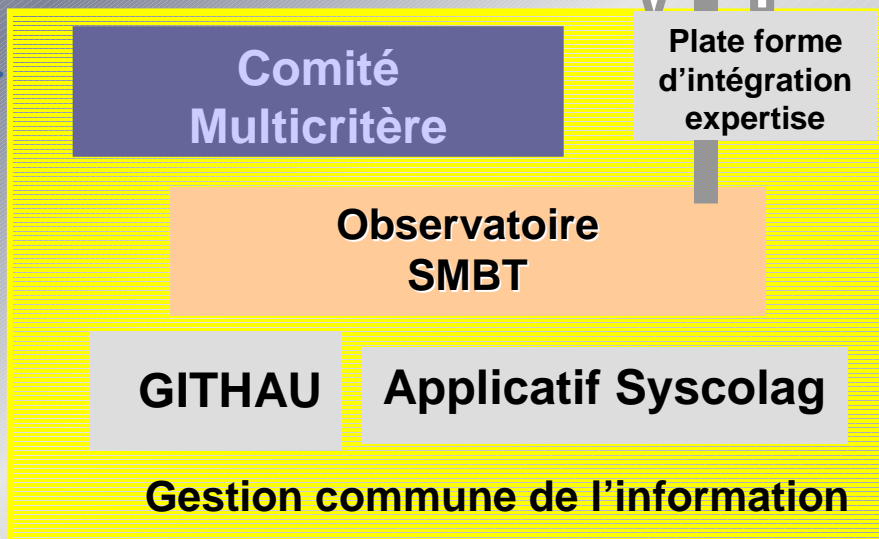 Comité
Multicritère
Plate forme
d'intégration
expertise
Observatoire
SMBT
GITHAU
Applicatif Syscolag
Gestion commune de l'information